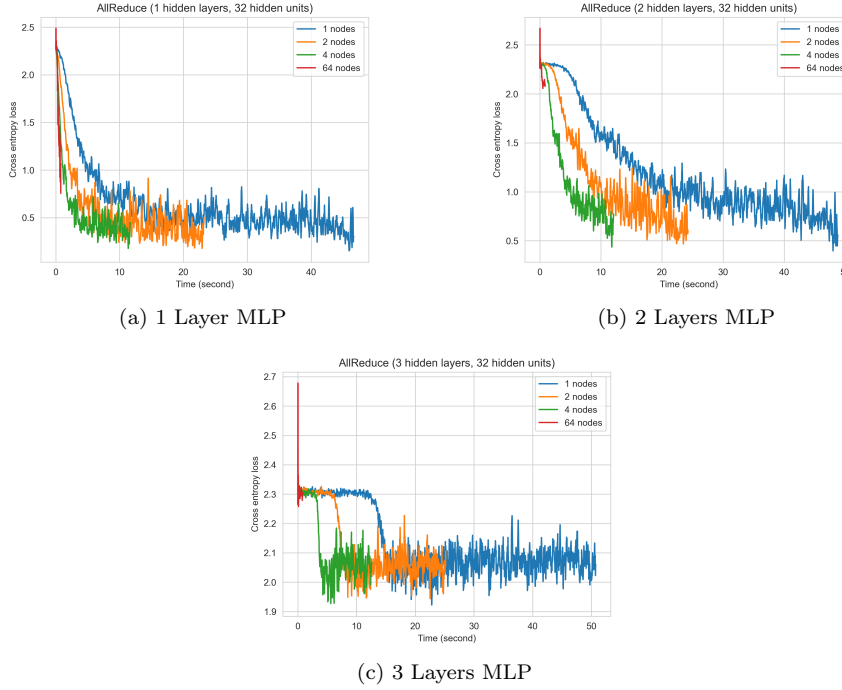 AllReduce (1 hidden layers, 32 hidden units)
2.5
2.0
1.5
1.0
0.5
Cross entropy loss
0
10
20
30
40
Time (second)
1 nodes
2 nodes
4 nodes
64 nodes
(a) 1 Layer MLP
AllReduce (2 hidden layers, 32 hidden units)
2.5
2.0
1.5
1.0
0.5
Cross entropy loss
0
10
20
30
40
50
Time (second)
1 nodes
2 nodes
4 nodes
64 nodes
(b) 2 Layers MLP
AllReduce (3 hidden layers, 32 hidden units)
2.7
2.6
2.5
2.4
2.3
2.2
2.1
2.0
1.9
Cross entropy loss
0
10
20
30
40
50
Time (second)
1 nodes
2 nodes
4 nodes
64 nodes
(c) 3 Layers MLP